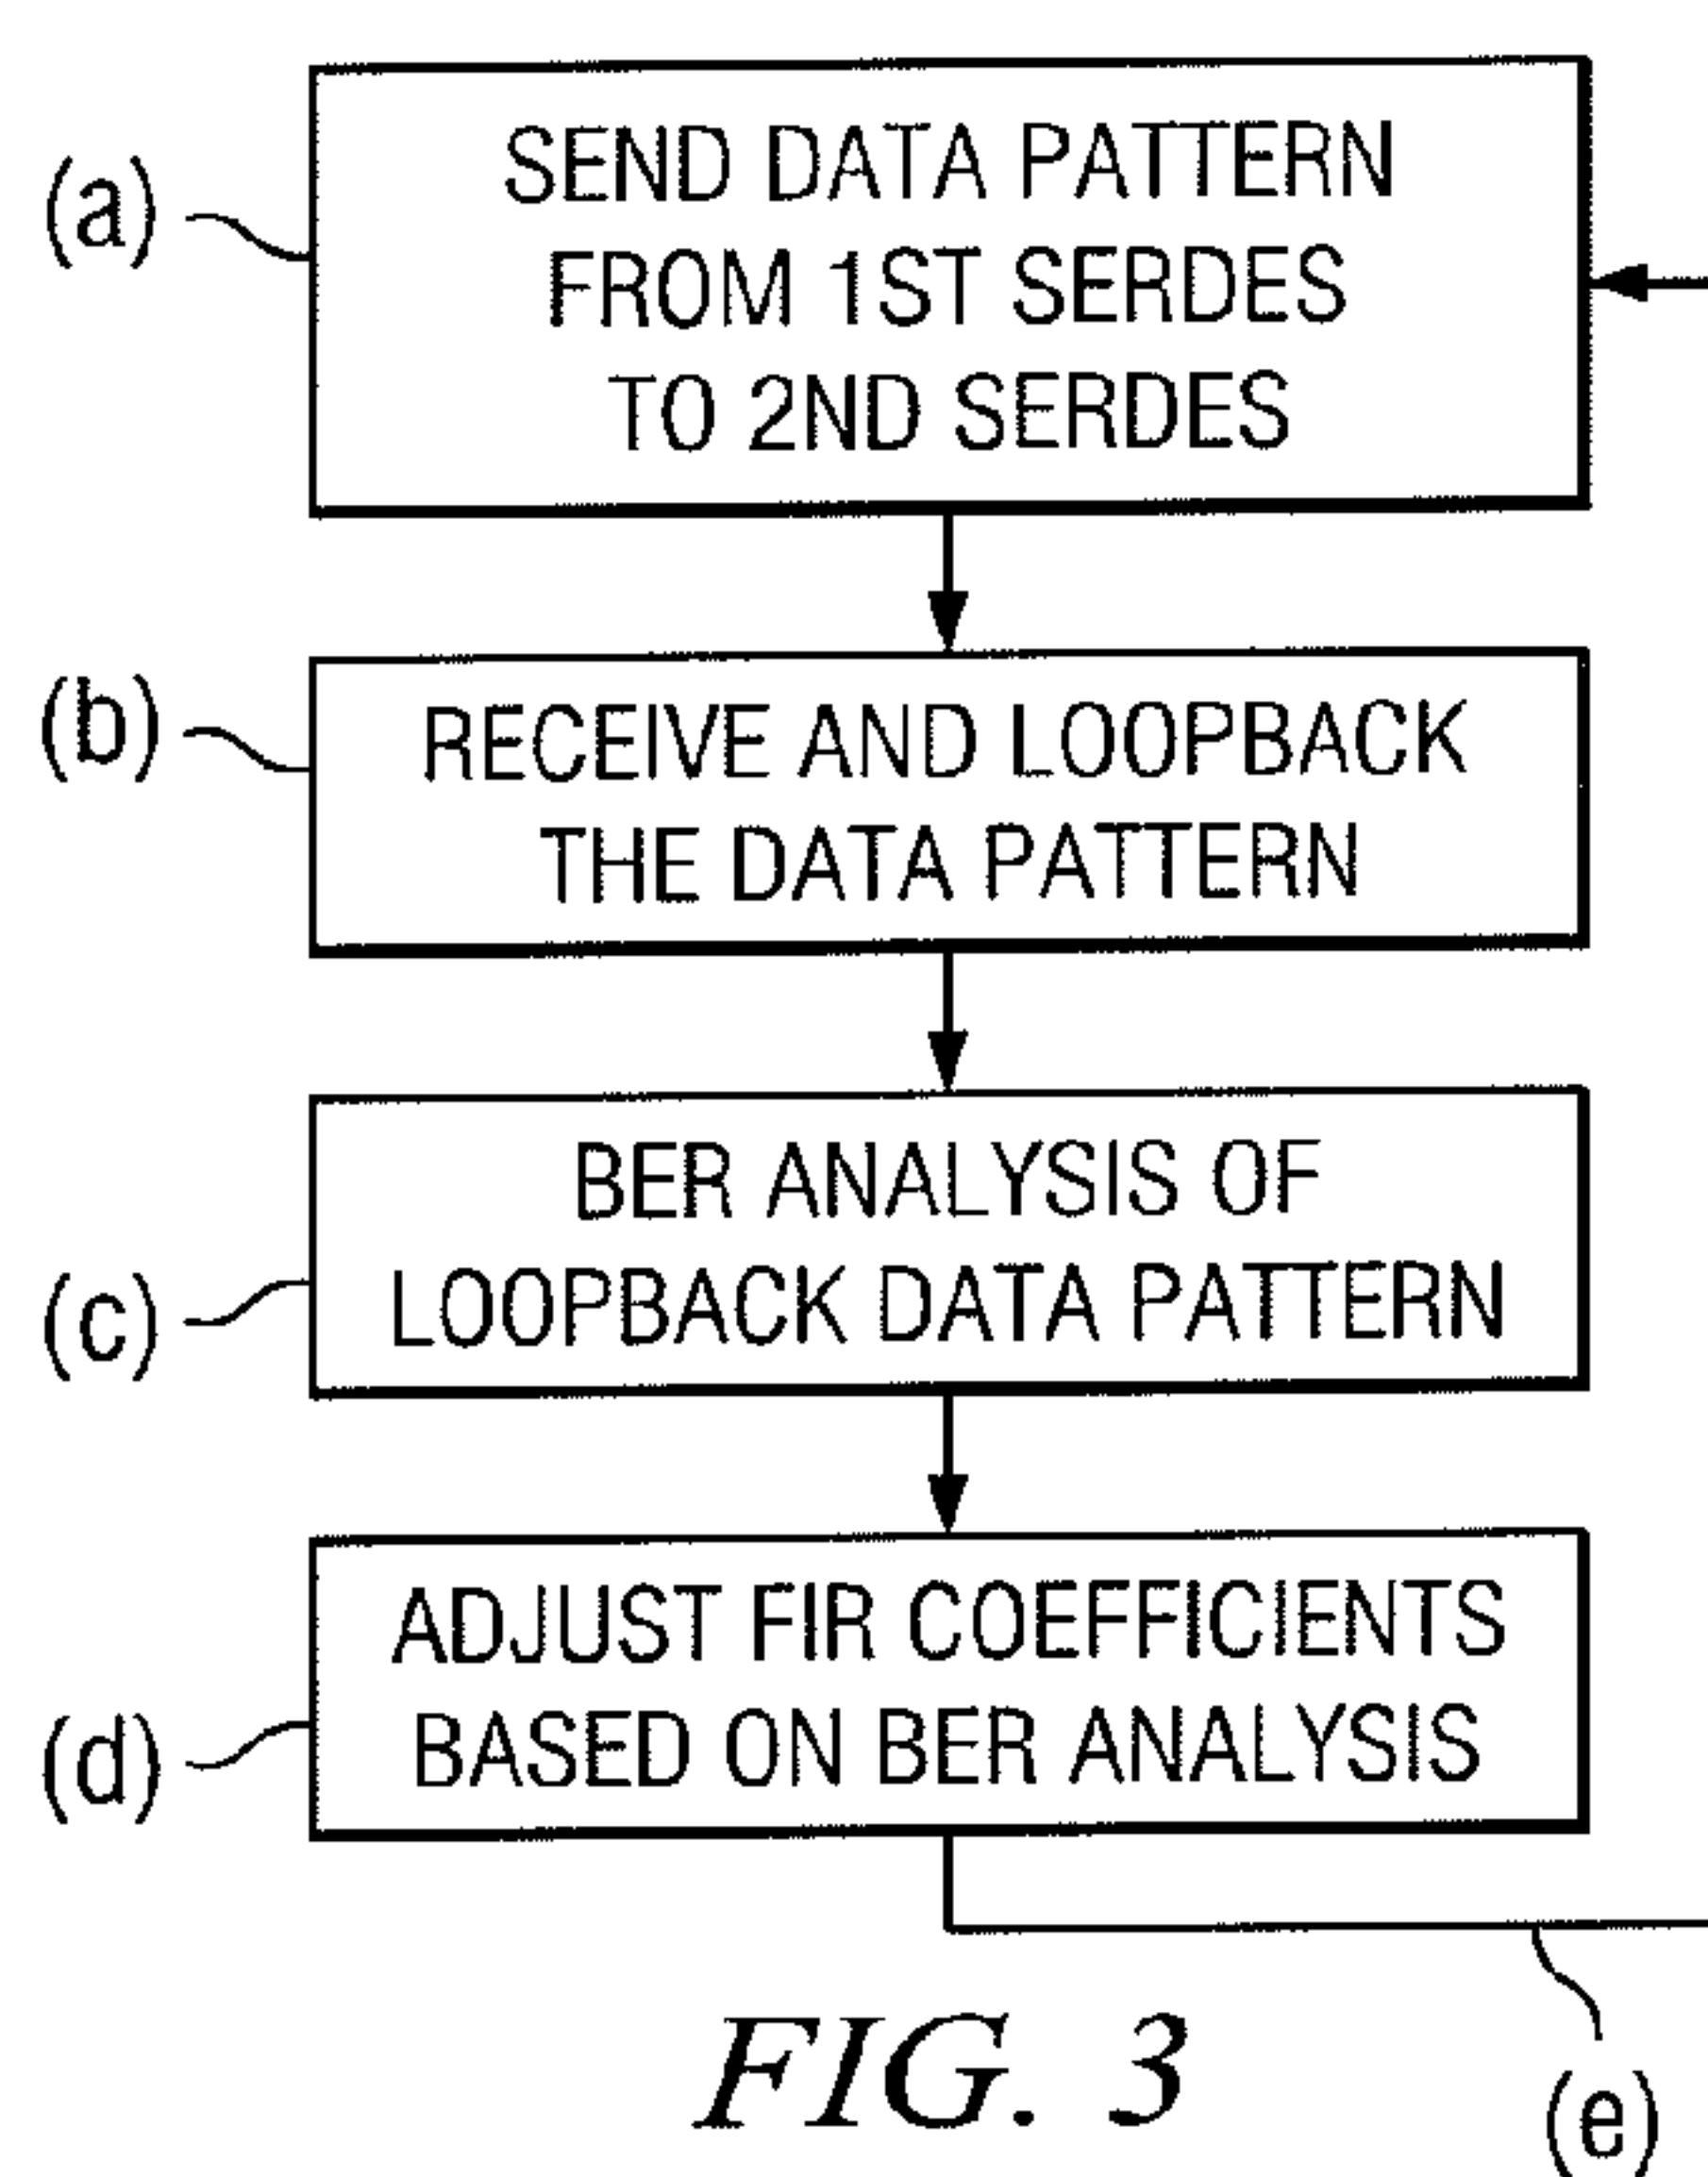 (a)
SEND DATA PATTERN
FROM 1ST SERDES
TO 2ND SERDES
(b)
RECEIVE AND LOOPBACK
THE DATA PATTERN
(c)
BER ANALYSIS OF
LOOPBACK DATA PATTERN
(d)
ADJUST FIR COEFFICIENTS
BASED ON BER ANALYSIS
FIG. 3
(e)